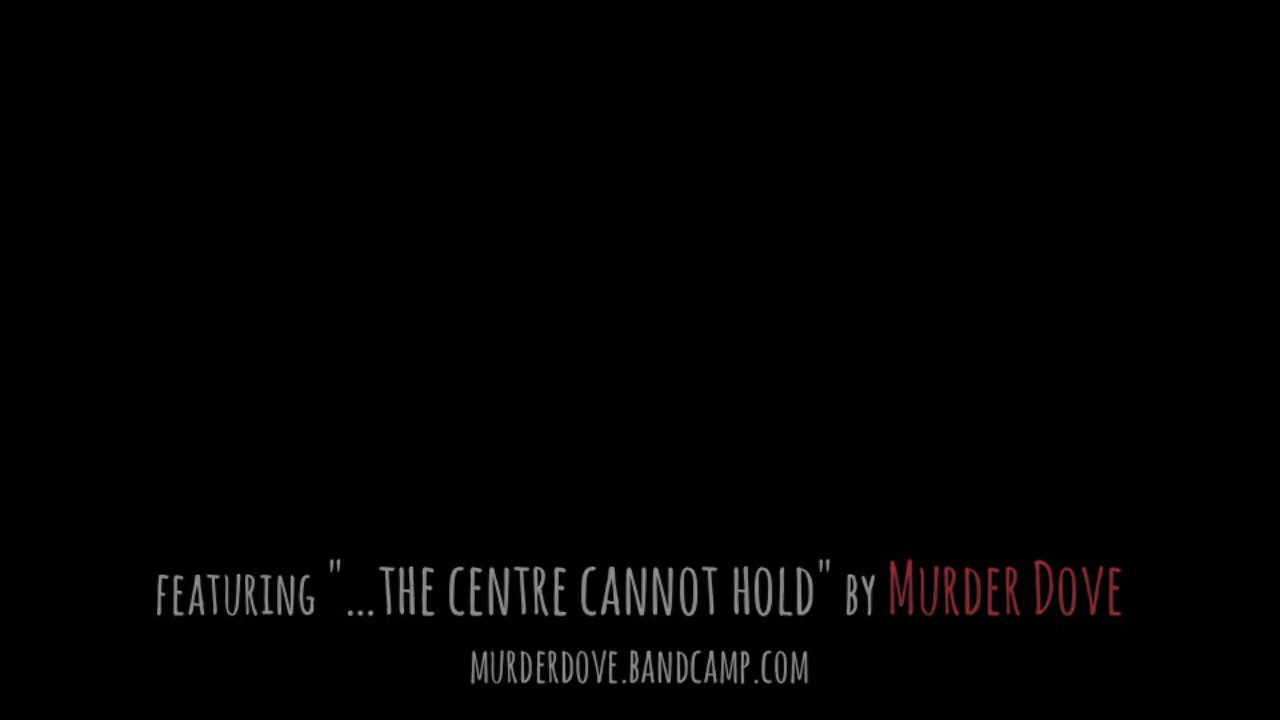 FEATURING "...THE CENTRE CANNOT HOLD" BY MURDER DOVE
MURDERDOVE.BANDCAMP.COM